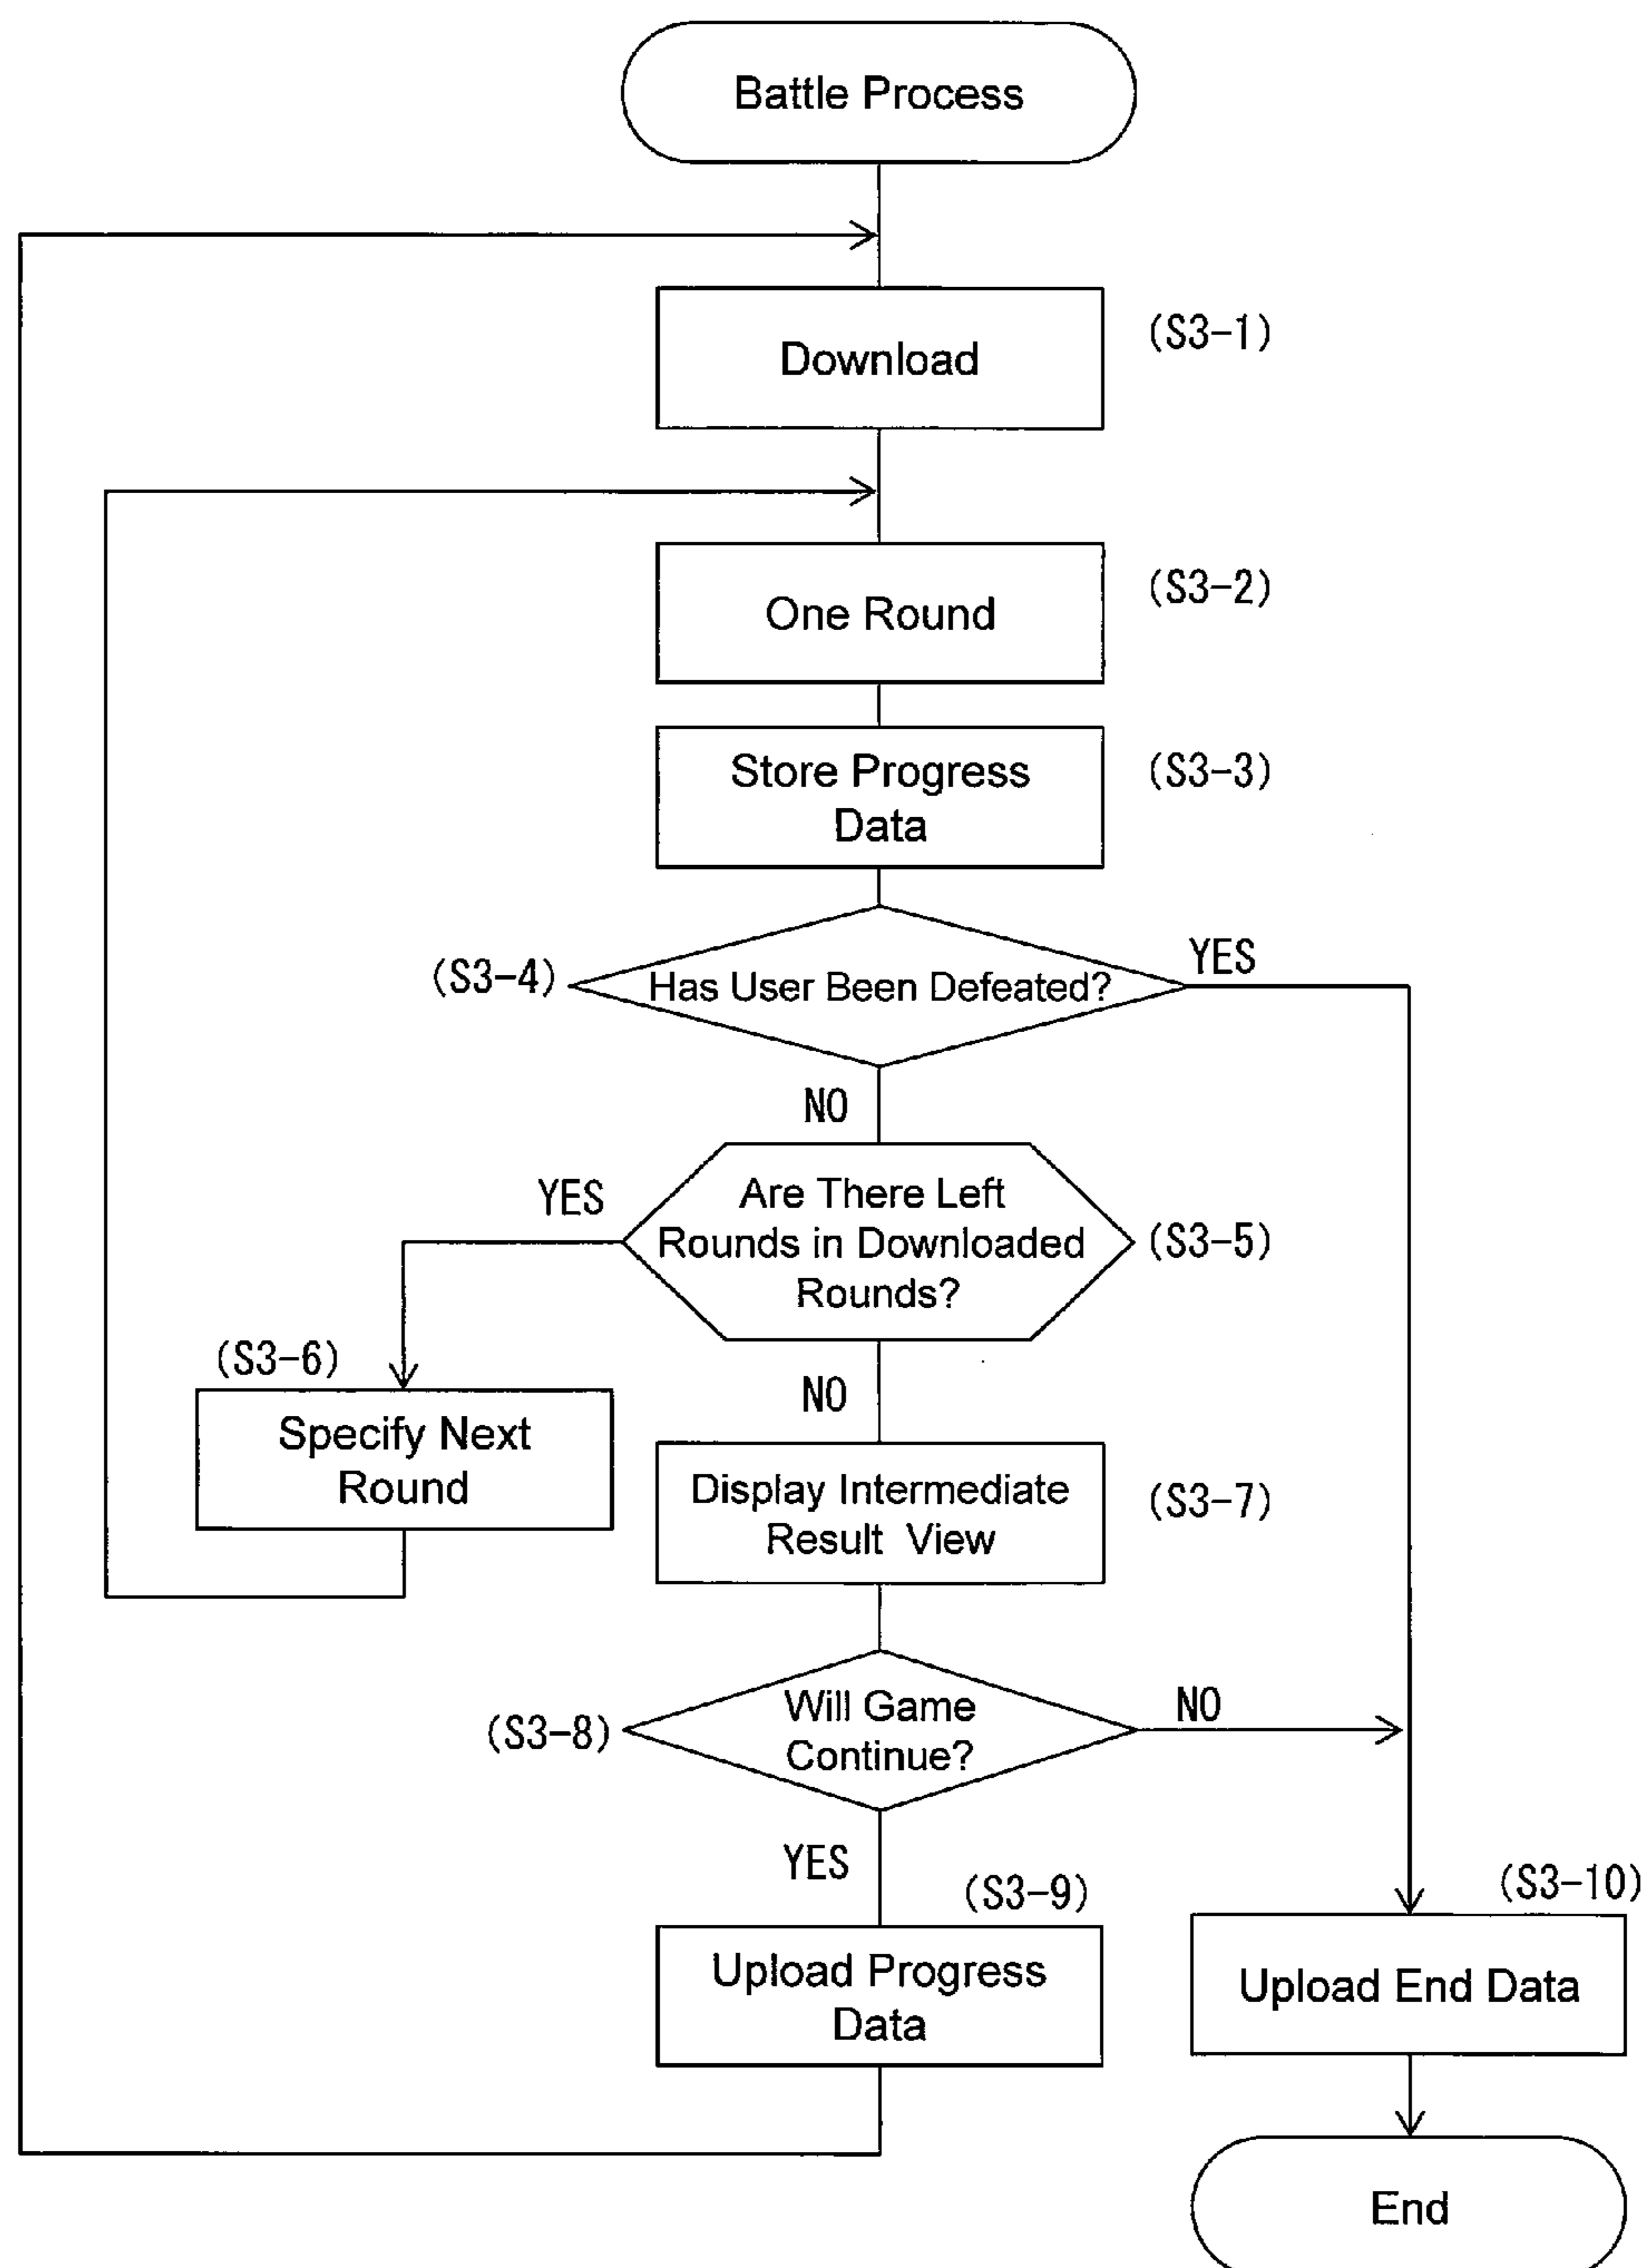 Battle Process
Download
(S3-1)
One Round
(S3-2)
Store Progress
Data
(S3-3)
(S3-4)
Has User Been Defeated?
YES
NO
YES
Are There Left
Rounds in Downloaded
Rounds?
(S3-5)
(S3-6)
Specify Next
Round
NO
Display Intermediate
Result View
(S3-7)
(S3-8)
Will Game
Continue?
NO
YES
(S3-9)
Upload Progress
Data
(S3-10)
Upload End Data
End